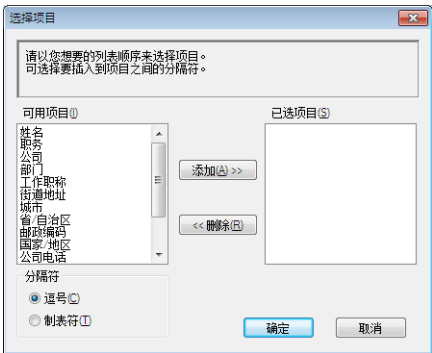 选择项目
请以您想要的列表顺序来选择项目。
可选择要插入到项目之间的分隔符。
可用项目(I)
已选项目(S)
姓名
职务
公司
部门
工作职称
街道地址
城市
省/自治区
邮政编码
国家/地区
公司电话
添加(A) >>
<< 删除(R)
分隔符
逗号(C)
制表符(T)
确定
取消